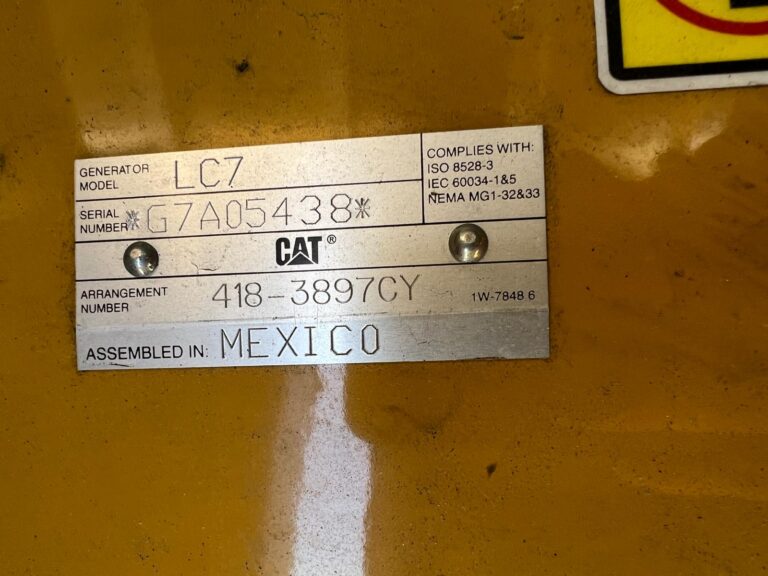 GENERATOR MODEL LC7
COMPLIES WITH:
ISO 8528-3
IEC 60034-1&5
NEMA MG1-32&33
SERIAL NUMBER *G7A05438*
CAT®
ARRANGEMENT NUMBER 418-3897CY
1W-7848 6
ASSEMBLED IN: MEXICO